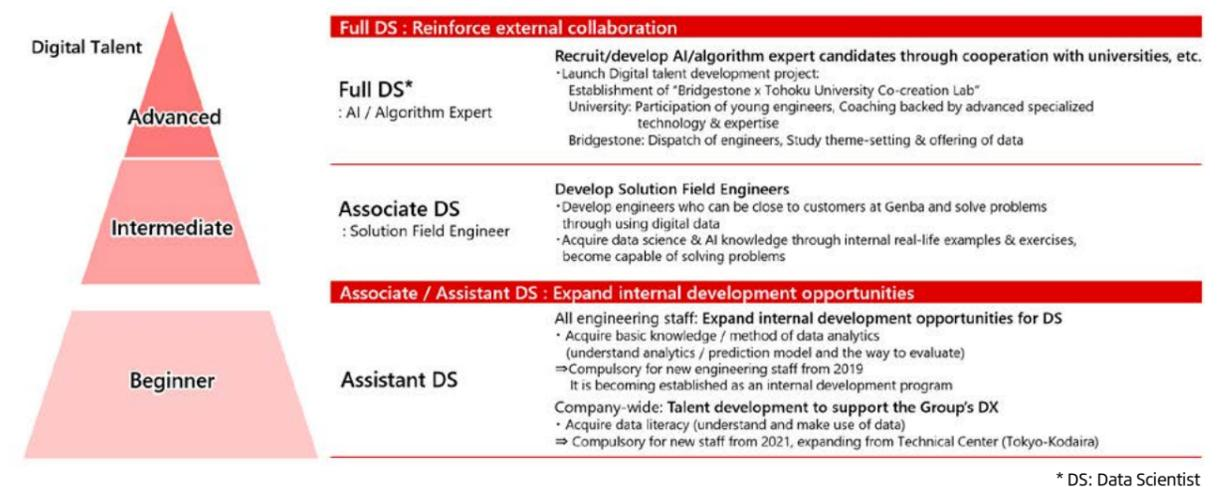 Digital Talent
Advanced
Intermediate
Beginner
Full DS : Reinforce external collaboration
Full DS*
: AI / Algorithm Expert
Recruit/develop AI/algorithm expert candidates through cooperation with universities, etc.
・Launch Digital talent development project:
Establishment of "Bridgestone x Tohoku University Co-creation Lab"
University: Participation of young engineers, Coaching backed by advanced specialized
technology & expertise
Bridgestone: Dispatch of engineers, Study theme-setting & offering of data
Associate DS
: Solution Field Engineer
Develop Solution Field Engineers
・Develop engineers who can be close to customers at Genba and solve problems
through using digital data
・Acquire data science & AI knowledge through internal real-life examples & exercises,
become capable of solving problems
Associate / Assistant DS : Expand internal development opportunities
Assistant DS
All engineering staff: Expand internal development opportunities for DS
・ Acquire basic knowledge / method of data analytics
(understand analytics / prediction model and the way to evaluate)
⇒Compulsory for new engineering staff from 2019
It is becoming established as an internal development program
Company-wide: Talent development to support the Group's DX
・ Acquire data literacy (understand and make use of data)
⇒ Compulsory for new staff from 2021, expanding from Technical Center (Tokyo-Kodaira)
* DS: Data Scientist